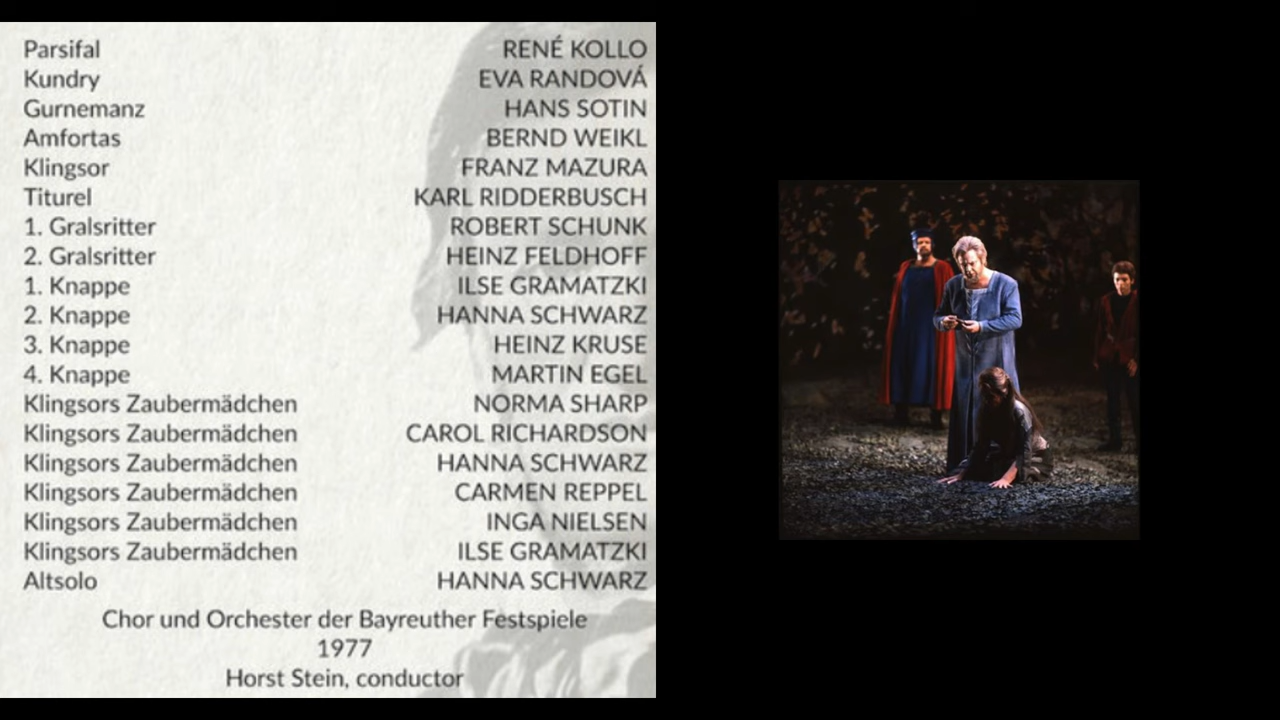 Parsifal RENÉ KOLLO
Kundry EVA RANDOVÁ
Gurnemanz HANS SOTIN
Amfortas BERND WEIKL
Klingsor FRANZ MAZURA
Titurel KARL RIDDERBUSCH
1. Gralsritter ROBERT SCHUNK
2. Gralsritter HEINZ FELDHOFF
1. Knappe ILSE GRAMATZKI
2. Knappe HANNA SCHWARZ
3. Knappe HEINZ KRUSE
4. Knappe MARTIN EGEL
Klingsors Zaubermädchen NORMA SHARP
Klingsors Zaubermädchen CAROL RICHARDSON
Klingsors Zaubermädchen HANNA SCHWARZ
Klingsors Zaubermädchen CARMEN REPPEL
Klingsors Zaubermädchen INGA NIELSEN
Klingsors Zaubermädchen ILSE GRAMATZKI
Altsolo HANNA SCHWARZ
Chor und Orchester der Bayreuther Festspiele
1977
Horst Stein, conductor